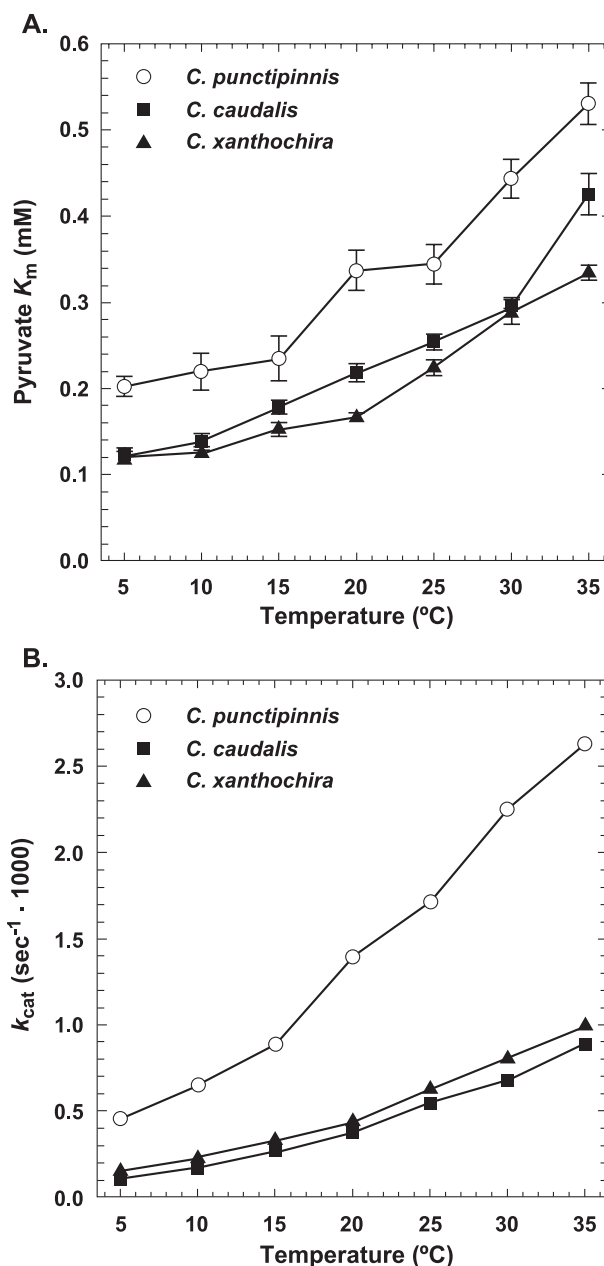 A.
0.6
0.5
0.4
0.3
0.2
0.1
0.0
Pyruvate Km (mM)
C. punctipinnis
C. caudalis
C. xanthochira
5 10 15 20 25 30 35
Temperature (ºC)
B.
3.0
2.5
2.0
1.5
1.0
0.5
0.0
kcat (sec-1 · 1000)
C. punctipinnis
C. caudalis
C. xanthochira
5 10 15 20 25 30 35
Temperature (ºC)